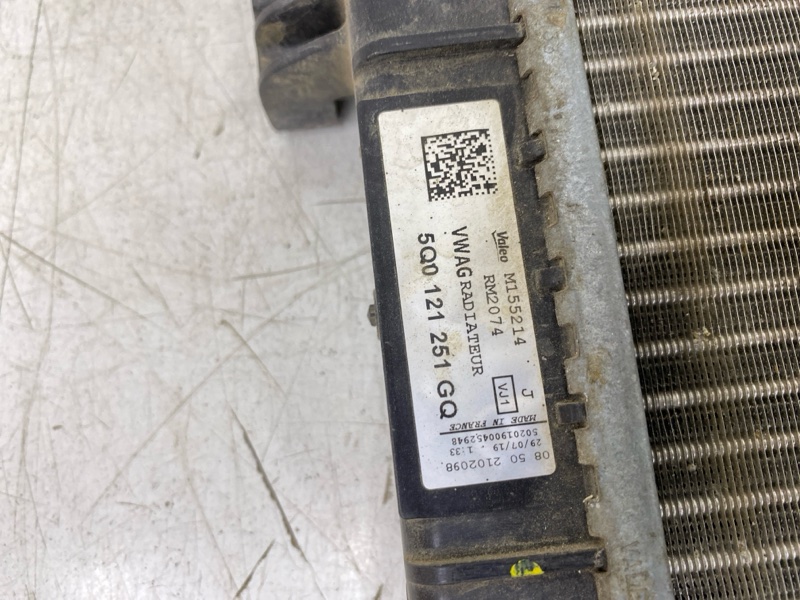 Valeo M155214 J
RM2074 VJ1
VWAG RADIATEUR
5Q0 121 251 GQ
MADE IN FRANCE
50201900452948
29/07/19 . 1:33
08 50 2102098.